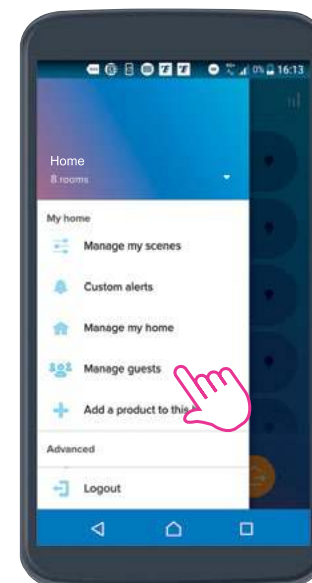 0% 16:13
Home
8 rooms
My home
Manage my scenes
Custom alerts
Manage my home
Manage guests
Add a product to this
Advanced
Logout